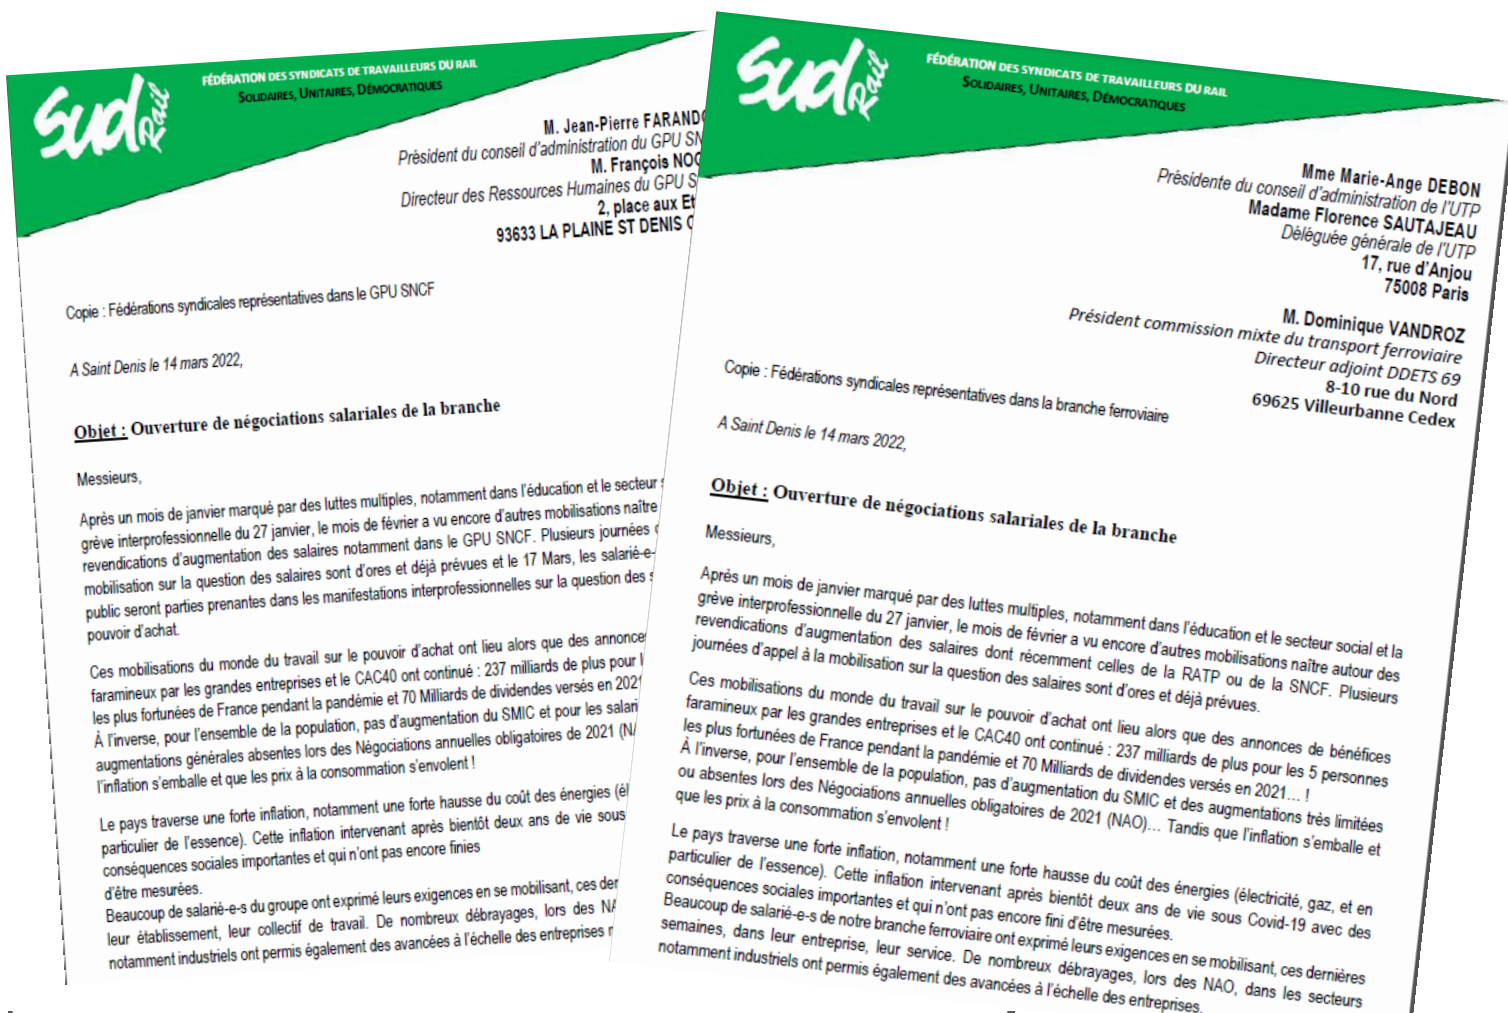 Sud Rail
FÉDÉRATION DES SYNDICATS DE TRAVAILLEURS DU RAIL
SOLIDAIRES, UNITAIRES, DÉMOCRATIQUES
M. Jean-Pierre
Président du conseil d'administration du GPU
M. François
Directeur des Ressources Humaines du GPU
2, place aux
93633 LA PLAINE ST DENIS
Copie : Fédérations syndicales représentatives dans le GPU SNCF
A Saint Denis le 14 mars 2022,
Objet : Ouverture de négociations salariales de la branche
Messieurs,
Après un mois de janvier marqué par des luttes multiples, notamment dans l'éducation et le secteur
grève interprofessionnelle du 27 janvier, le mois de février a vu encore d'autres mobilisations naître
revendications d'augmentation des salaires notamment dans le GPU SNCF. Plusieurs journées
mobilisation sur la question des salaires sont d'ores et déjà prévues et le 17 Mars, les salarié-e-
public seront parties prenantes dans les manifestations interprofessionnelles sur la question des
pouvoir d'achat.
Ces mobilisations du monde du travail sur le pouvoir d'achat ont lieu alors que des annonces
faramineux par les grandes entreprises et le CAC40 ont continué : 237 milliards de plus pour
les plus fortunées de France pendant la pandémie et 70 Milliards de dividendes versés en 2021
À l'inverse, pour l'ensemble de la population, pas d'augmentation du SMIC et pour les
augmentations générales absentes lors des Négociations annuelles obligatoires de 2021
l'inflation s'emballe et que les prix à la consommation s'envolent !
Le pays traverse une forte inflation, notamment une forte hausse du coût des énergies
particulier de l'essence). Cette inflation intervenant après bientôt deux ans de vie sous
conséquences sociales importantes et qui n'ont pas encore finies
d'être mesurées.
Beaucoup de salarié-e-s du groupe ont exprimé leurs exigences en se mobilisant, ces
leur établissement, leur collectif de travail. De nombreux débrayages, lors des
notamment industriels ont permis également des avancées à l'échelle des entreprises
Sud Rail
FÉDÉRATION DES SYNDICATS DE TRAVAILLEURS DU RAIL
SOLIDAIRES, UNITAIRES, DÉMOCRATIQUES
Mme Marie-Ange DEBON
Présidente du conseil d'administration de l'UTP
Madame Florence SAUTAJEAU
Déléguée générale de l'UTP
17, rue d'Anjou
75008 Paris
M. Dominique VANDROZ
Président commission mixte du transport ferroviaire
Directeur adjoint DDETS 69
8-10 rue du Nord
69625 Villeurbanne Cedex
Copie : Fédérations syndicales représentatives dans la branche ferroviaire
A Saint Denis le 14 mars 2022,
Objet : Ouverture de négociations salariales de la branche
Messieurs,
Après un mois de janvier marqué par des luttes multiples, notamment dans l'éducation et le secteur social et la
grève interprofessionnelle du 27 janvier, le mois de février a vu encore d'autres mobilisations naître autour des
revendications d'augmentation des salaires dont récemment celles de la RATP ou de la SNCF. Plusieurs
journées d'appel à la mobilisation sur la question des salaires sont d'ores et déjà prévues.
Ces mobilisations du monde du travail sur le pouvoir d'achat ont lieu alors que des annonces de bénéfices
faramineux par les grandes entreprises et le CAC40 ont continué : 237 milliards de plus pour les 5 personnes
les plus fortunées de France pendant la pandémie et 70 Milliards de dividendes versés en 2021… !
À l'inverse, pour l'ensemble de la population, pas d'augmentation du SMIC et des augmentations très limitées
ou absentes lors des Négociations annuelles obligatoires de 2021 (NAO)… Tandis que l'inflation s'emballe et
que les prix à la consommation s'envolent !
Le pays traverse une forte inflation, notamment une forte hausse du coût des énergies (électricité, gaz, et en
particulier de l'essence). Cette inflation intervenant après bientôt deux ans de vie sous Covid-19 avec des
conséquences sociales importantes et qui n'ont pas encore fini d'être mesurées.
Beaucoup de salarié-e-s de notre branche ferroviaire ont exprimé leurs exigences en se mobilisant, ces dernières
semaines, dans leur entreprise, leur service. De nombreux débrayages, lors des NAO, dans les secteurs
notamment industriels ont permis également des avancées à l'échelle des entreprises.